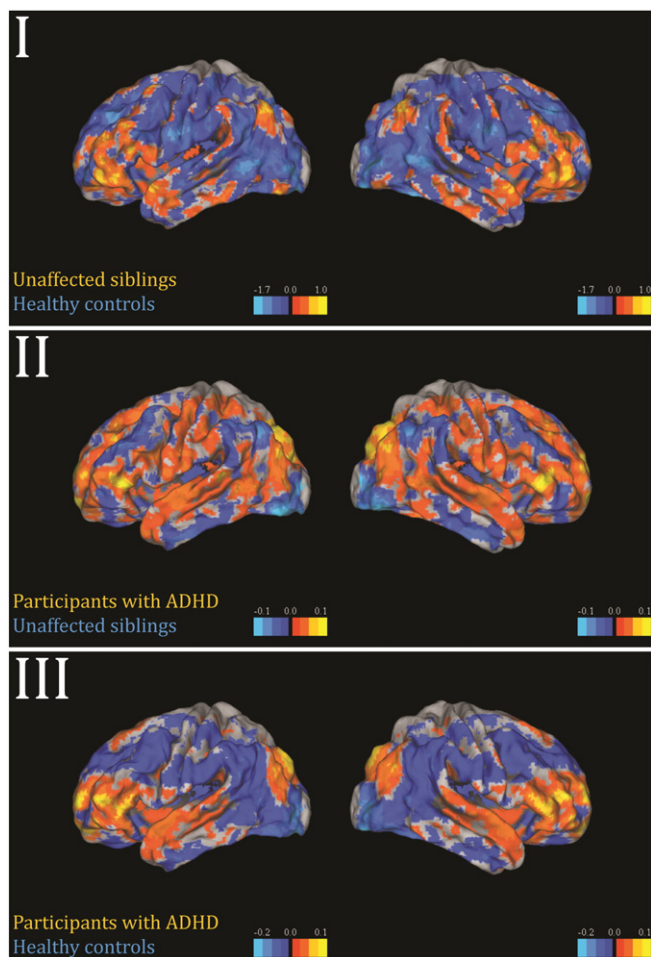 I
Unaffected siblings
Healthy controls
-1.7 0.0 1.0
-1.7 0.0 1.0
II
Participants with ADHD
Unaffected siblings
-0.1 0.0 0.1
-0.1 0.0 0.1
III
Participants with ADHD
Healthy controls
-0.2 0.0 0.1
-0.2 0.0 0.1